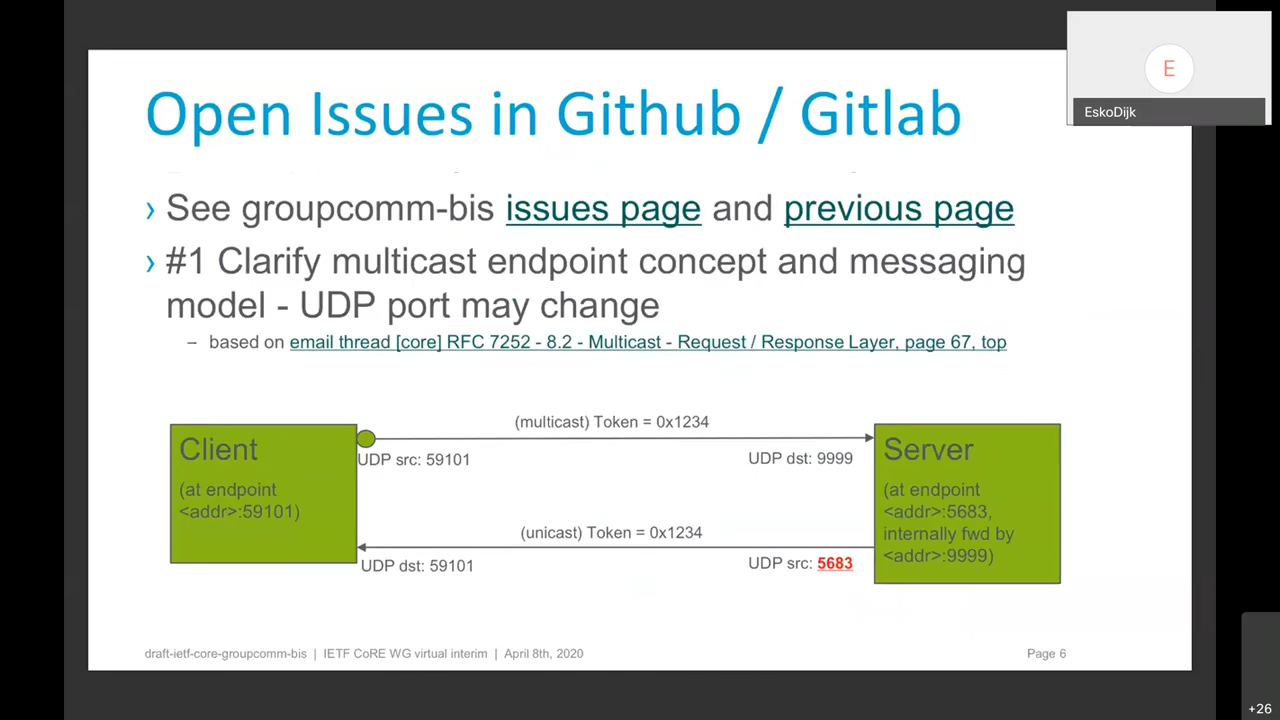 Open Issues in Github / Gitlab
E
EskoDijk
› See groupcomm-bis issues page and previous page
› #1 Clarify multicast endpoint concept and messaging
model - UDP port may change
– based on email thread [core] RFC 7252 - 8.2 - Multicast - Request / Response Layer, page 67, top
(multicast) Token = 0x1234
Client
(at endpoint
<addr>:59101)
UDP src: 59101
UDP dst: 9999
Server
(at endpoint
<addr>:5683,
internally fwd by
<addr>:9999)
(unicast) Token = 0x1234
UDP dst: 59101
UDP src: 5683
draft-ietf-core-groupcomm-bis | IETF CoRE WG virtual interim | April 8th, 2020
Page 6
+26